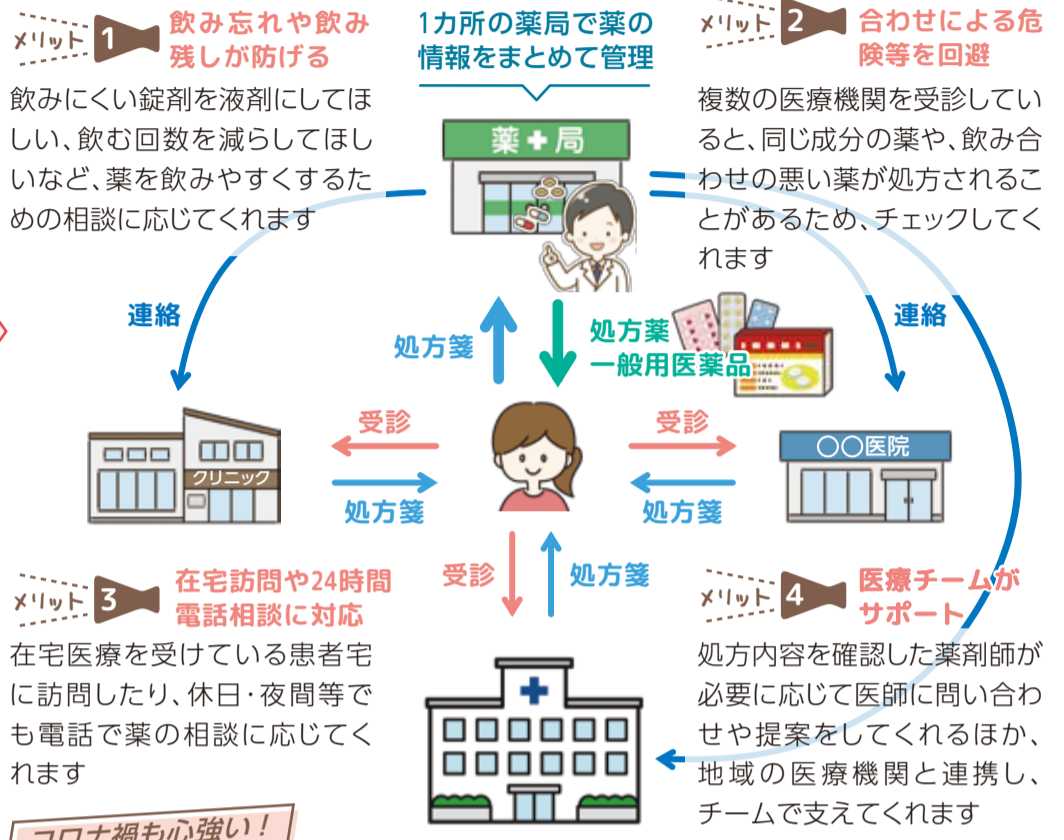 メリット 1 飲み忘れや飲み
残しが防げる
飲みにくい錠剤を液剤にしてほ
しい、飲む回数を減らしてほし
いなど、薬を飲みやすくするた
めの相談に応じてくれます
1カ所の薬局で薬の
情報をまとめて管理
薬 局
メリット 2 合わせによる危
険等を回避
複数の医療機関を受診してい
ると、同じ成分の薬や、飲み合
わせの悪い薬が処方されるこ
とがあるため、チェックしてく
れます
連絡
処方箋
処方薬
一般用医薬品
連絡
受診
受診
クリニック
〇〇医院
処方箋
処方箋
受診
処方箋
メリット 3 在宅訪問や24時間
電話相談に対応
在宅医療を受けている患者宅
に訪問したり、休日・夜間等で
も電話で薬の相談に応じてく
れます
メリット 4 医療チームが
サポート
処方内容を確認した薬剤師が
必要に応じて医師に問い合わ
せや提案をしてくれるほか、
地域の医療機関と連携し、
チームで支えてくれます
コロナ禍も心強い!